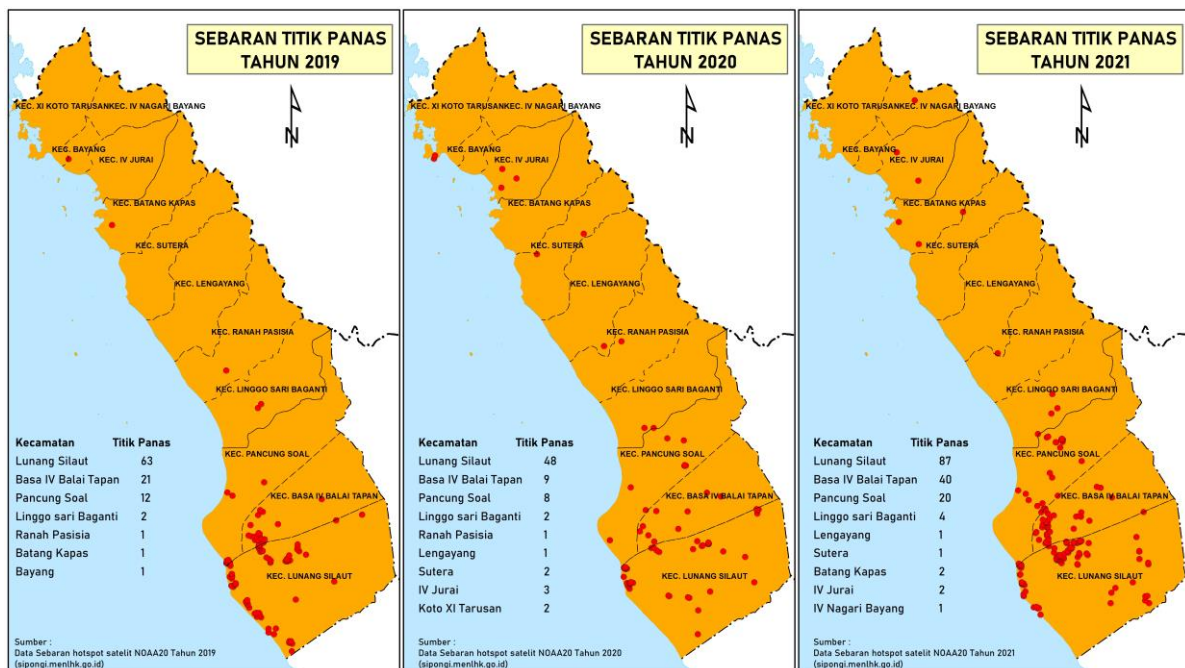 SEBARAN TITIK PANAS
TAHUN 2019
N
KEC. XI KOTO TARUSAN
KEC. IV NAGARI BAYANG
KEC. BAYANG
KEC. IV JURAI
KEC. BATANG KAPAS
KEC. SUTERA
KEC. LENGAYANG
KEC. RANAH PASISIA
KEC. LINGGO SARI BAGANTI
KEC. PANCUNG SOAL
KEC. BASA IV BALAI TAPAN
KEC. LUNANG SILAUT
Kecamatan Titik Panas
Lunang Silaut 63
Basa IV Balai Tapan 21
Pancung Soal 12
Linggo sari Baganti 2
Ranah Pasisia 1
Batang Kapas 1
Bayang 1
Sumber :
Data Sebaran hotspot satelit NOAA20 Tahun 2019
(sipongi.menlhk.go.id)
SEBARAN TITIK PANAS
TAHUN 2020
N
KEC. XI KOTO TARUSAN
KEC. IV NAGARI BAYANG
KEC. BAYANG
KEC. IV JURAI
KEC. BATANG KAPAS
KEC. SUTERA
KEC. LENGAYANG
KEC. RANAH PASISIA
KEC. LINGGO SARI BAGANTI
KEC. PANCUNG SOAL
KEC. BASA IV BALAI TAPAN
KEC. LUNANG SILAUT
Kecamatan Titik Panas
Lunang Silaut 48
Basa IV Balai Tapan 9
Pancung Soal 8
Linggo sari Baganti 2
Ranah Pasisia 1
Lengayang 1
Sutera 2
IV Jurai 3
Koto XI Tarusan 2
Sumber :
Data Sebaran hotspot satelit NOAA20 Tahun 2020
(sipongi.menlhk.go.id)
SEBARAN TITIK PANAS
TAHUN 2021
N
KEC. XI KOTO TARUSAN
KEC. IV NAGARI BAYANG
KEC. BAYANG
KEC. IV JURAI
KEC. BATANG KAPAS
KEC. SUTERA
KEC. LENGAYANG
KEC. RANAH PASISIA
KEC. LINGGO SARI BAGANTI
KEC. PANCUNG SOAL
KEC. BASA IV BALAI TAPAN
KEC. LUNANG SILAUT
Kecamatan Titik Panas
Lunang Silaut 87
Basa IV Balai Tapan 40
Pancung Soal 20
Linggo sari Baganti 4
Lengayang 1
Sutera 1
Batang Kapas 2
IV Jurai 2
IV Nagari Bayang 1
Sumber :
Data Sebaran hotspot satelit NOAA20 Tahun 2021
(sipongi.menlhk.go.id)